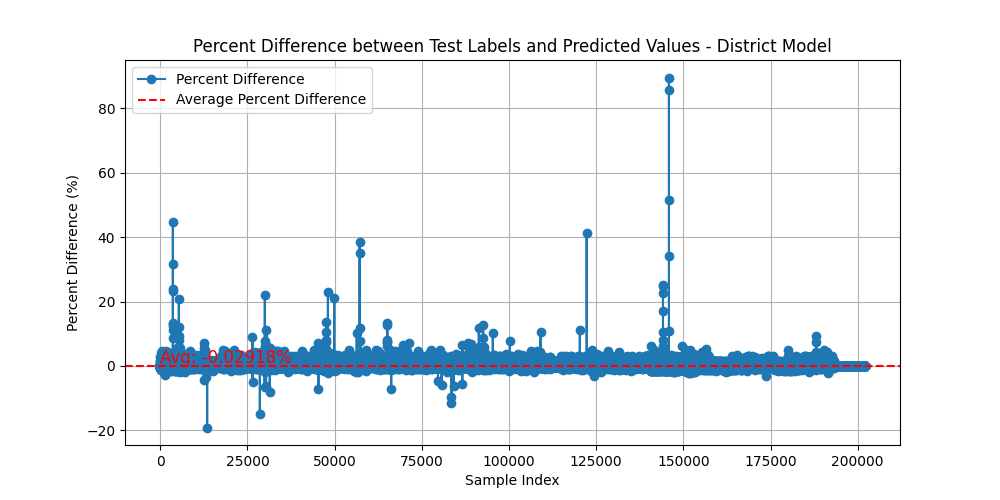 Percent Difference between Test Labels and Predicted Values - District Model
Percent Difference
Average Percent Difference
80
60
40
20
0
−20
Percent Difference (%)
Avg: -0.02918%
0
25000
50000
75000
100000
125000
150000
175000
200000
Sample Index